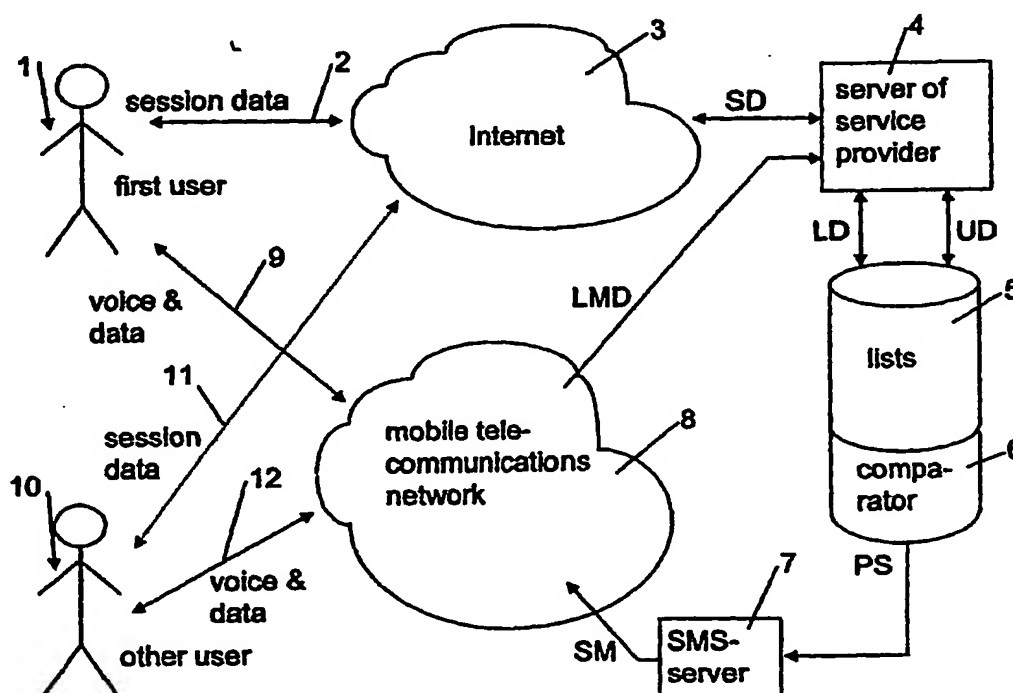 1
2
3
4
session data
SD
server of
service
provider
Internet
first user
LD
UD
9
LMD
5
voice &
data
lists
11
mobile tele-
communications
network
8
session
data
6
compa-
rator
10
12
PS
voice &
data
7
SM
SMS-
server
other user